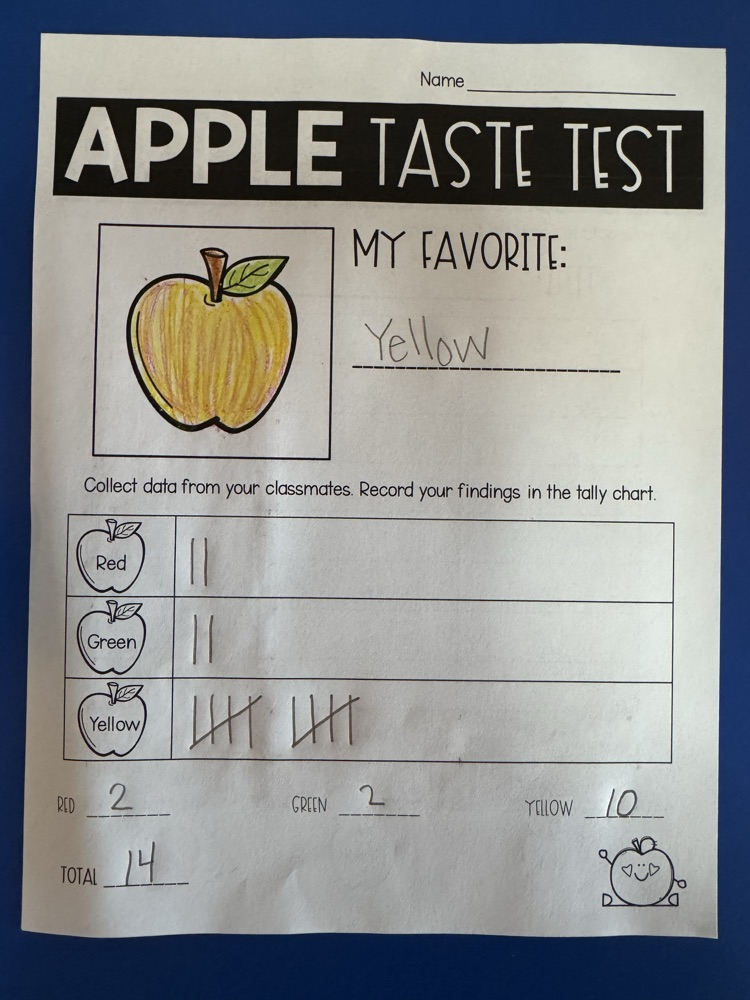 Name
APPLE TASTE TEST
MY FAVORITE:
Yellow
Collect data from your classmates. Record your findings in the tally chart.
Red
Green
Yellow
RED 2 GREEN 2 YELLOW 10
TOTAL 14